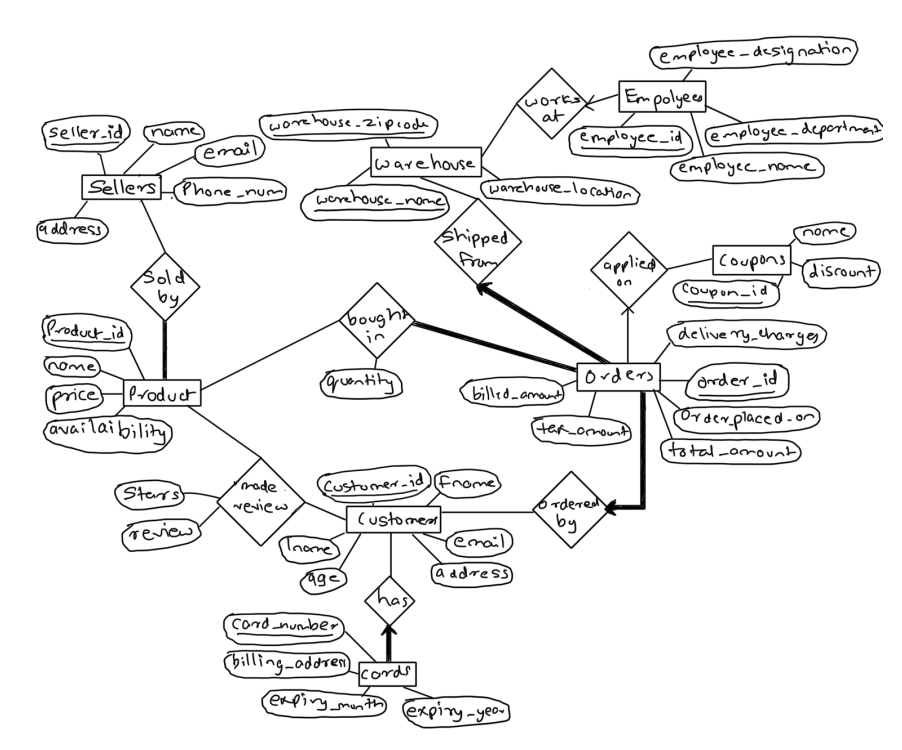 employee_designation
Empolyees
works
at
employee_id
employee_department
employee_name
warehouse_zipcode
warehouse
warehouse_name
warehouse_location
seller_id
name
email
Sellers
Phone_num
address
Shipped
from
Sold
by
applied
on
name
Coupons
discount
Coupon_id
Product_id
name
price
Product
availaibility
bought
in
quantity
delivery_charges
Orders
order_id
billed_amount
Order_placed_on
tax_amount
total_amount
Stars
review
made
review
Customer_id
Fname
Customer
lname
email
age
address
ordered
by
has
Card_number
billing_address
cards
expiry_month
expiry_year